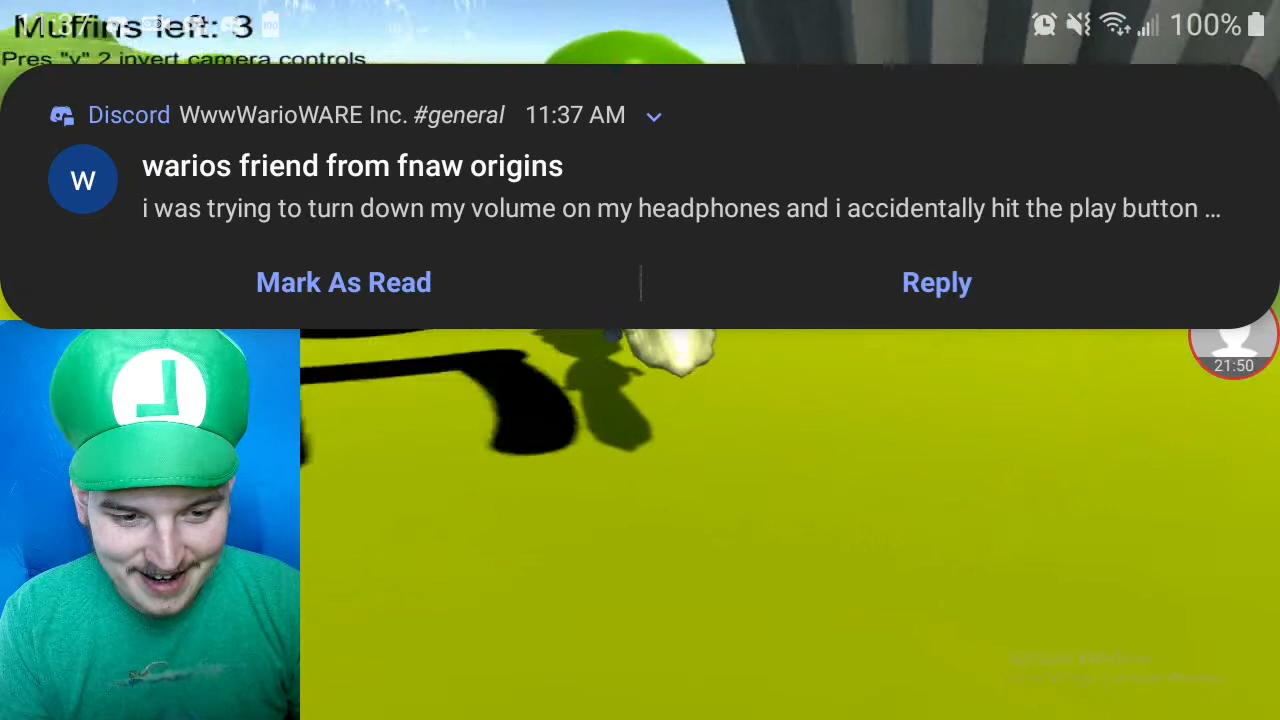 Muffins left: 3
100%
Pres "y" 2 invert camera controls
Discord WwwWarioWARE Inc. #general 11:37 AM
W
warios friend from fnaw origins
i was trying to turn down my volume on my headphones and i accidentally hit the play button ...
Mark As Read
Reply
21:50
L